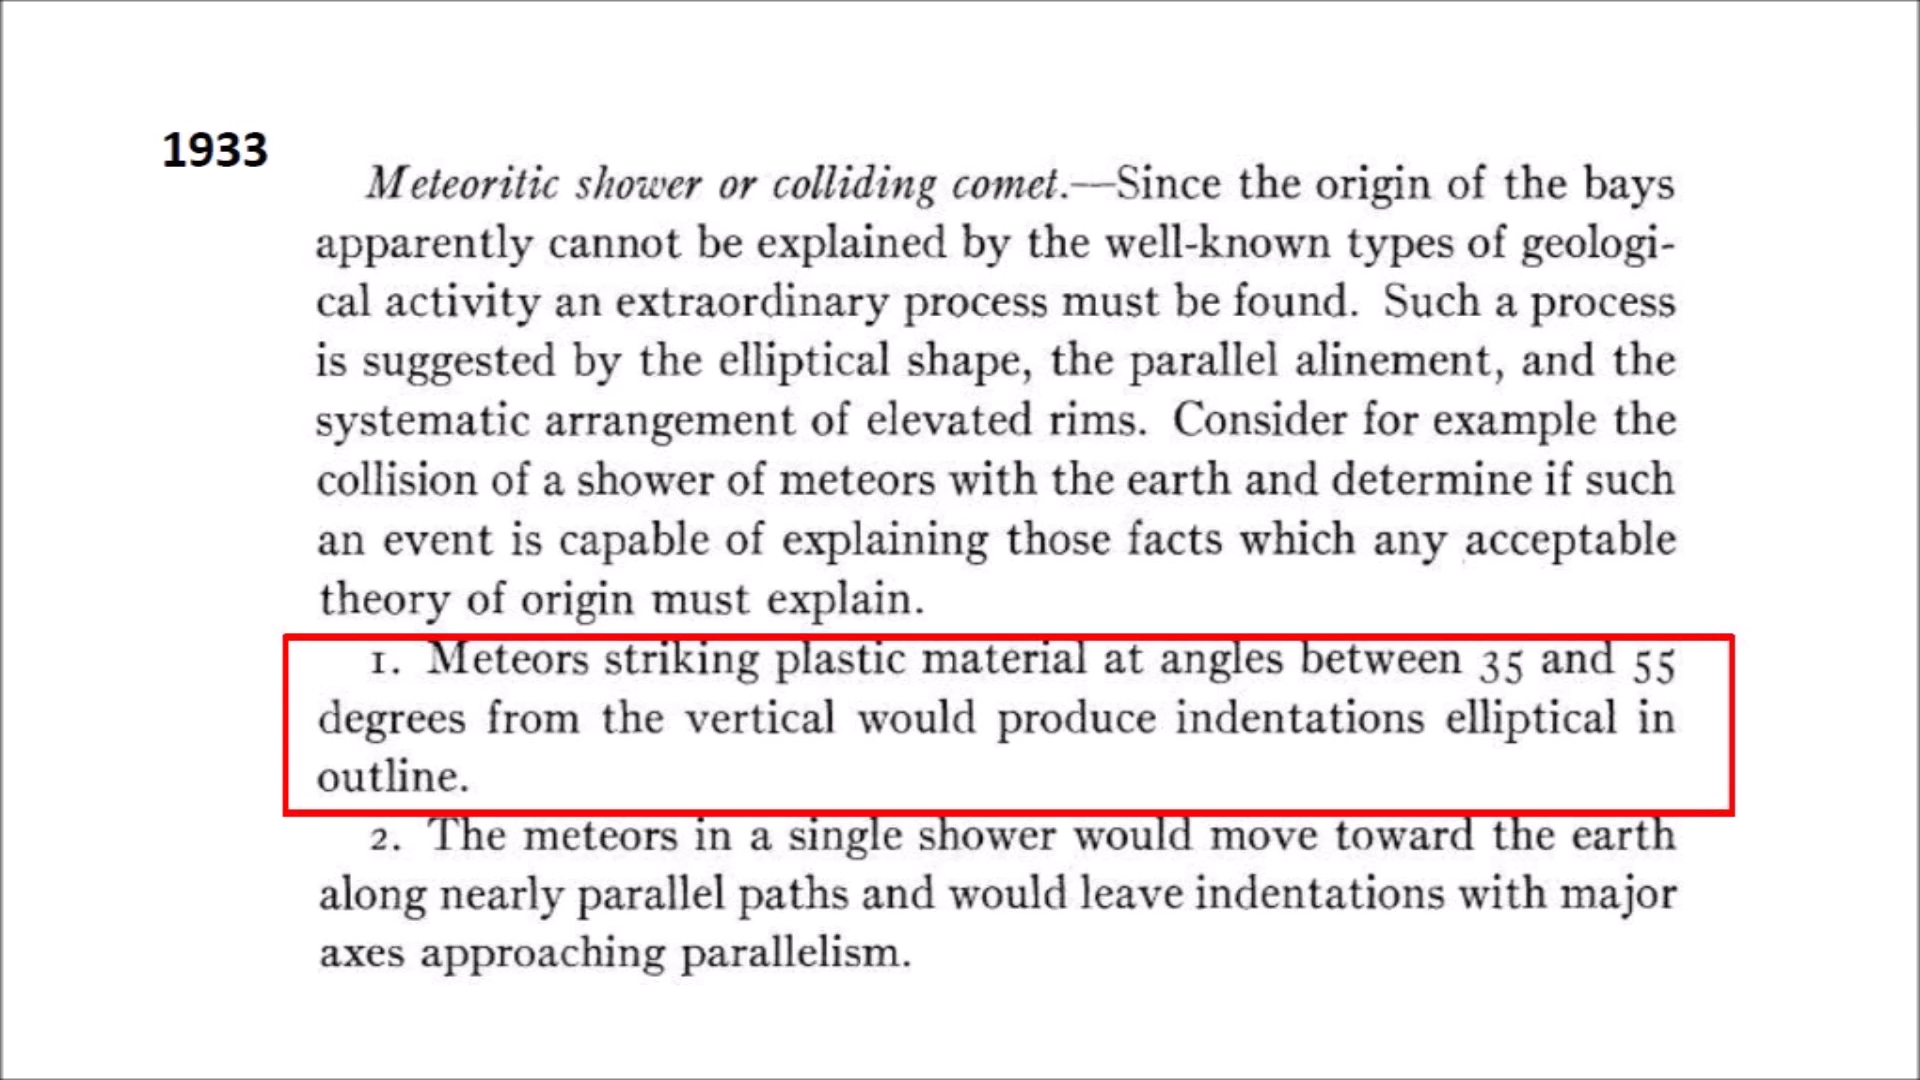 1933
Meteoritic shower or colliding comet.—Since the origin of the bays
apparently cannot be explained by the well-known types of geologi-
cal activity an extraordinary process must be found. Such a process
is suggested by the elliptical shape, the parallel alinement, and the
systematic arrangement of elevated rims. Consider for example the
collision of a shower of meteors with the earth and determine if such
an event is capable of explaining those facts which any acceptable
theory of origin must explain.
1. Meteors striking plastic material at angles between 35 and 55
degrees from the vertical would produce indentations elliptical in
outline.
2. The meteors in a single shower would move toward the earth
along nearly parallel paths and would leave indentations with major
axes approaching parallelism.